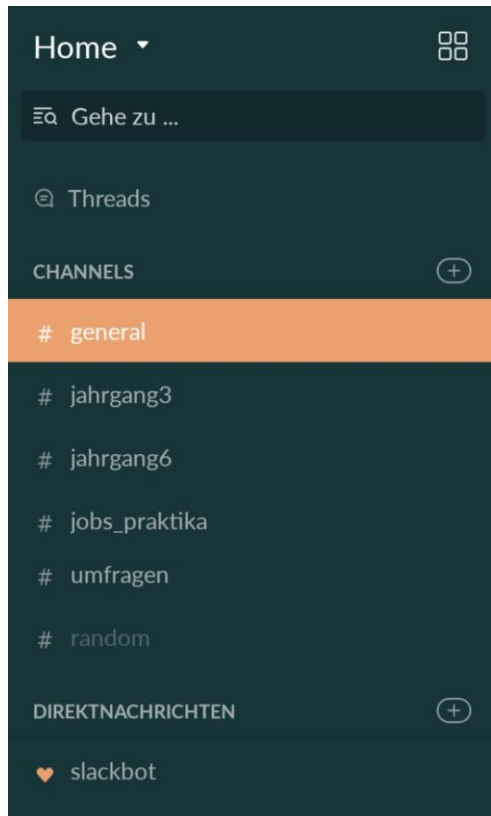 Home
Gehe zu ...
Threads
CHANNELS
# general
# jahrgang3
# jahrgang6
# jobs_praktika
# umfragen
# random
DIREKTNACHRICHTEN
slackbot